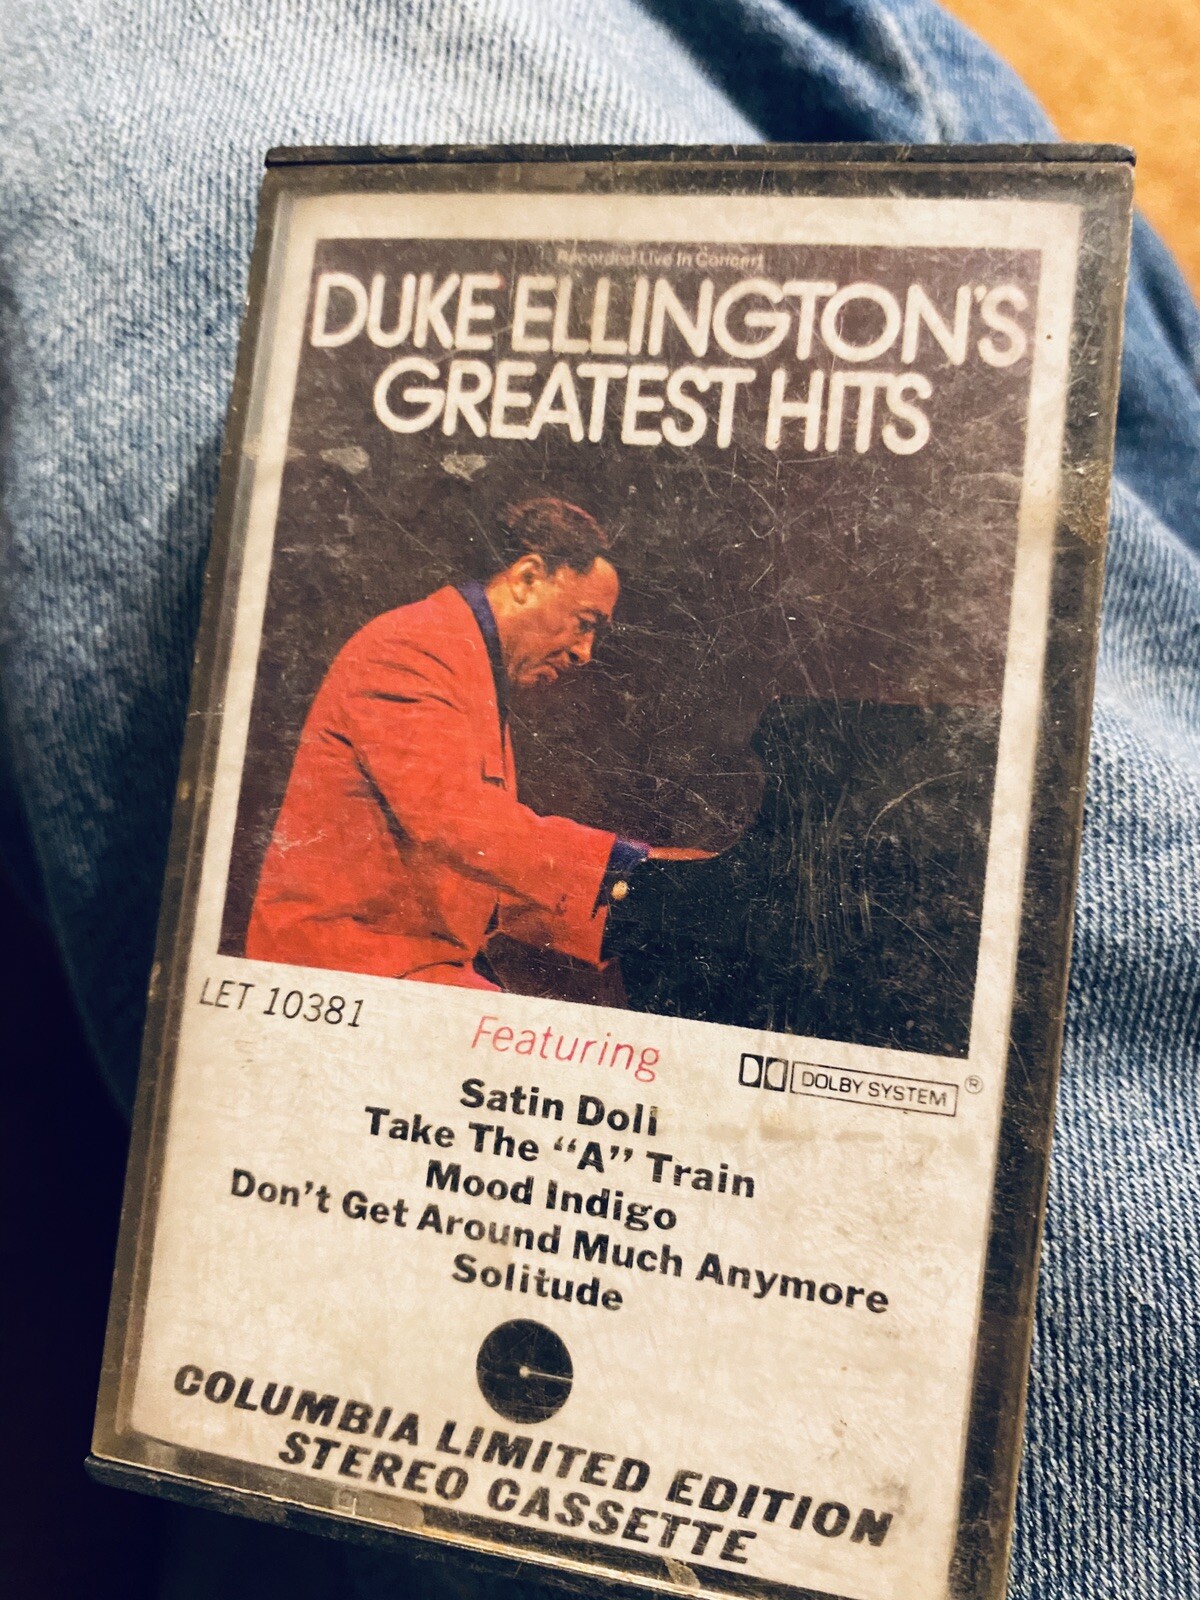 Recorded Live In Concert
DUKE ELLINGTON'S
GREATEST HITS
LET 10381
Featuring
DOLBY SYSTEM ®
Satin Doll
Take The “A” Train
Mood Indigo
Don't Get Around Much Anymore
Solitude
COLUMBIA LIMITED EDITION
STEREO CASSETTE